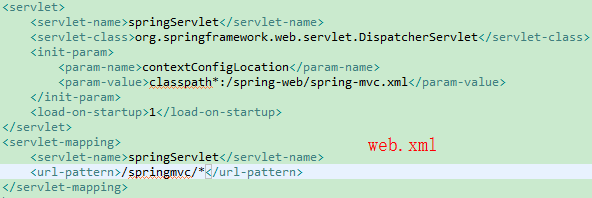 <servlet>
<servlet-name>springServlet</servlet-name>
<servlet-class>org.springframework.web.servlet.DispatcherServlet</servlet-class>
<init-param>
<param-name>contextConfigLocation</param-name>
<param-value>classpath*:/spring-web/spring-mvc.xml</param-value>
</init-param>
<load-on-startup>1</load-on-startup>
</servlet>
<servlet-mapping>
<servlet-name>springServlet</servlet-name>
web.xml
<url-pattern>/springmvc/*</url-pattern>
</servlet-mapping>